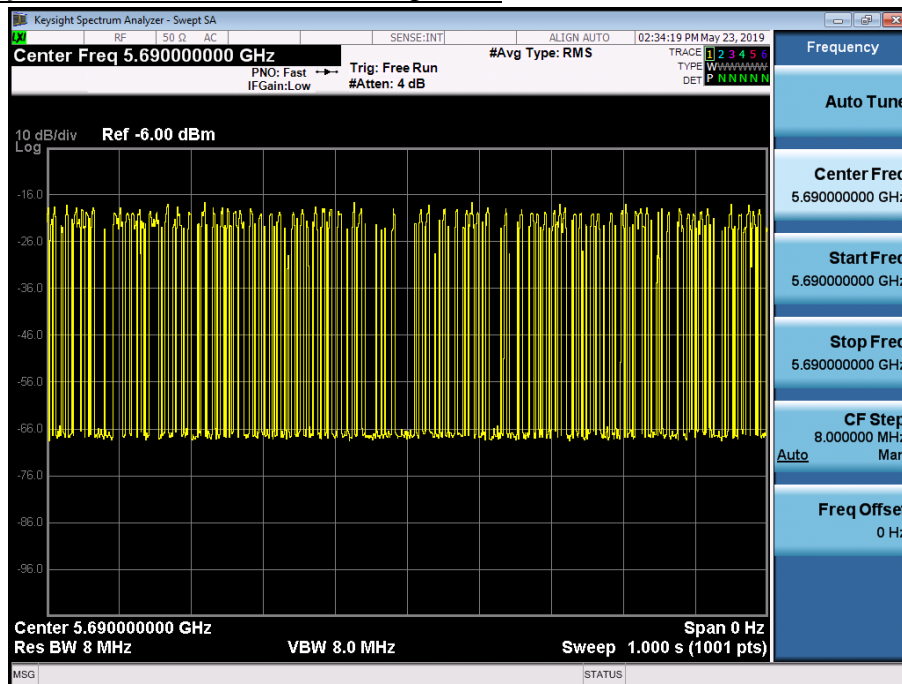 Keysight Spectrum Analyzer - Swept SA
LXI RF 50 Ω AC SENSE:INT ALIGN AUTO 02:34:19 PM May 23, 2019
Center Freq 5.690000000 GHz
PNO: Fast
IFGain:Low
Trig: Free Run
#Atten: 4 dB
#Avg Type: RMS
TRACE 1 2 3 4 5 6
TYPE WWWWWW
DET P N N N N N
10 dB/div
Log
Ref -6.00 dBm
-16.0
-26.0
-36.0
-46.0
-56.0
-66.0
-76.0
-86.0
-96.0
Center 5.690000000 GHz
Res BW 8 MHz
VBW 8.0 MHz
Span 0 Hz
Sweep 1.000 s (1001 pts)
MSG
STATUS
Frequency
Auto Tune
Center Freq
5.690000000 GHz
Start Freq
5.690000000 GHz
Stop Freq
5.690000000 GHz
CF Step
8.000000 MHz
Auto Man
Freq Offset
0 Hz